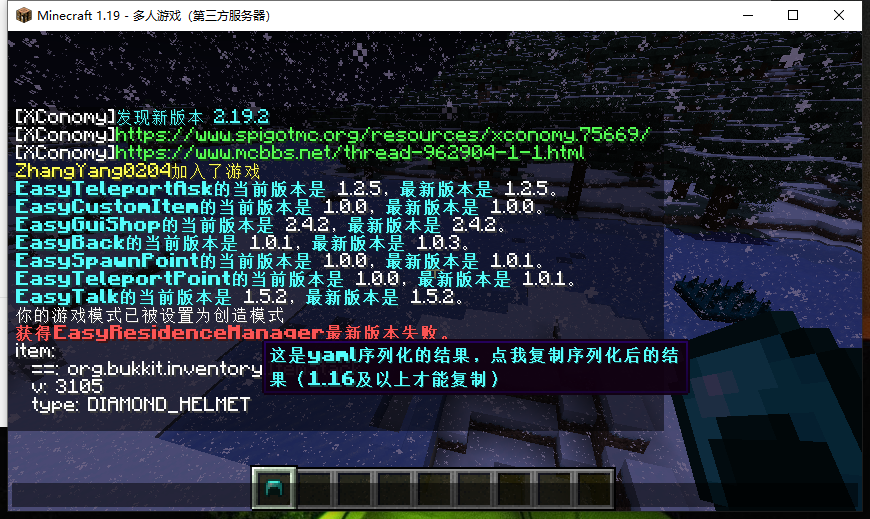 Minecraft 1.19 - 多人游戏（第三方服务器）
[XConomy]发现新版本 2.19.2
[XConomy]https://www.spigotmc.org/resources/xconomy.75669/
[XConomy]https://www.mcbbs.net/thread-962904-1-1.html
ZhangYang0204加入了游戏
EasyTeleportAsk的当前版本是 1.2.5，最新版本是 1.2.5。
EasyCustomItem的当前版本是 1.0.0，最新版本是 1.0.0。
EasyGuiShop的当前版本是 2.4.2，最新版本是 2.4.2。
EasyBack的当前版本是 1.0.1，最新版本是 1.0.3。
EasySpawnPoint的当前版本是 1.0.0，最新版本是 1.0.1。
EasyTeleportPoint的当前版本是 1.0.0，最新版本是 1.0.1。
EasyTalk的当前版本是 1.5.2，最新版本是 1.5.2。
你的游戏模式已被设置为创造模式
获得EasyResidenceManager最新版本失败。
item:
==: org.bukkit.inventory
v: 3105
type: DIAMOND_HELMET
这是yaml序列化的结果，点我复制序列化后的结
果（1.16及以上才能复制）